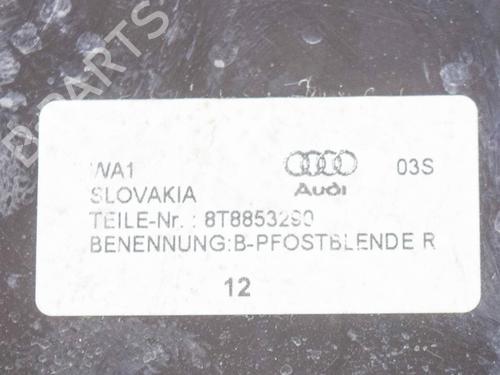 B-PARTS
WA1
Audi
03S
SLOVAKIA
TEILE-Nr. : 8T8853290
BENENNUNG:B-PFOSTBLENDE R
12